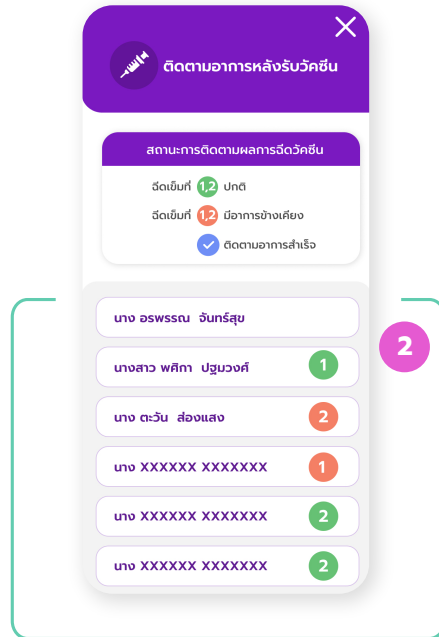 ติดตามอาการหลังรับวัคซีน
สถานะการติดตามผลการฉีดวัคซีน
ฉีดเข็มที่ 1,2 ปกติ
ฉีดเข็มที่ 1,2 มีอาการข้างเคียง
ติดตามอาการสำเร็จ
นาง อรพรรณ จันทร์สุข
2
นางสาว พศิกา ปฐมวงศ์ 1
นาง ตะวัน ส่องแสง 2
นาง XXXXXX XXXXXXX 1
นาง XXXXXX XXXXXXX 2
นาง XXXXXX XXXXXXX 2